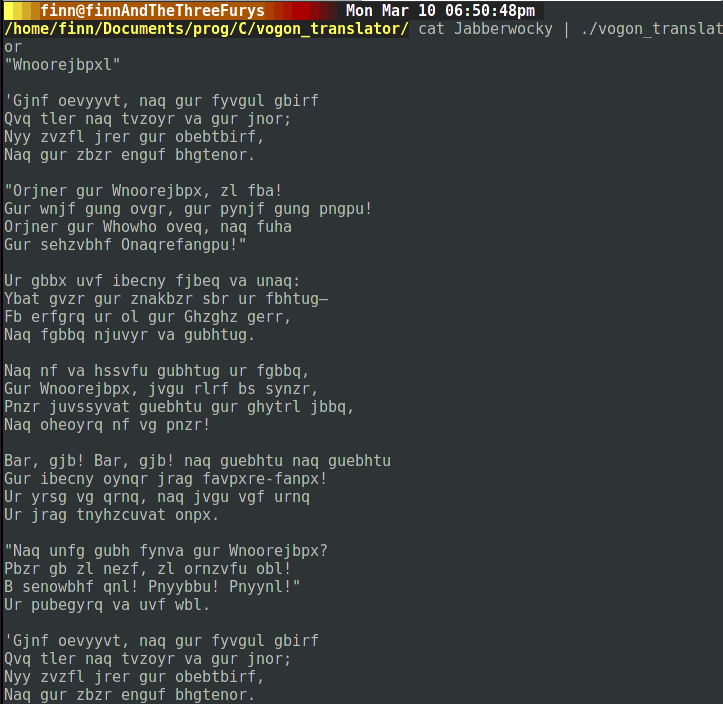 finn@finnAndTheThreeFurys Mon Mar 10 06:50:48pm
/home/finn/Documents/prog/C/vogon_translator/ cat Jabberwocky | ./vogon_translat
or
"Wnoorejbpxl"

'Gjnf oevyyvt, naq gur fyvgul gbirf
Qvq tler naq tvzoyr va gur jnor;
Nyy zvzfl jrer gur obebtbirf,
Naq gur zbzr enguf bhgtenor.

"Orjner gur Wnoorejbpx, zl fba!
Gur wnjf gung ovgr, gur pynjf gung pngpu!
Orjner gur Whowho oveq, naq fuha
Gur sehzvbhf Onaqrefangpu!"

Ur gbbx uvf ibecny fjbeq va unaq:
Ybat gvzr gur znakbzr sbr ur fbhtug—
Fb erfgrq ur ol gur Ghzghz gerr,
Naq fgbbq njuvyr va gubhtug.

Naq nf va hssvfu gubhtug ur fgbbq,
Gur Wnoorejbpx, jvgu rlrf bs synzr,
Pnzr juvssyvat guebhtu gur ghytrl jbbq,
Naq oheoyrq nf vg pnzr!

Bar, gjb! Bar, gjb! naq guebhtu naq guebhtu
Gur ibecny oynqr jrag favpxre-fanpx!
Ur yrsg vg qrnq, naq jvgu vgf urnq
Ur jrag tnyhzcuvat onpx.

"Naq unfg gubh fynva gur Wnoorejbpx?
Pbzr gb zl nezf, zl ornzvfu obl!
B senowbhf qnl! Pnyybbu! Pnyynl!"
Ur pubegyrq va uvf wbl.

'Gjnf oevyyvt, naq gur fyvgul gbirf
Qvq tler naq tvzoyr va gur jnor;
Nyy zvzfl jrer gur obebtbirf,
Naq gur zbzr enguf bhgtenor.